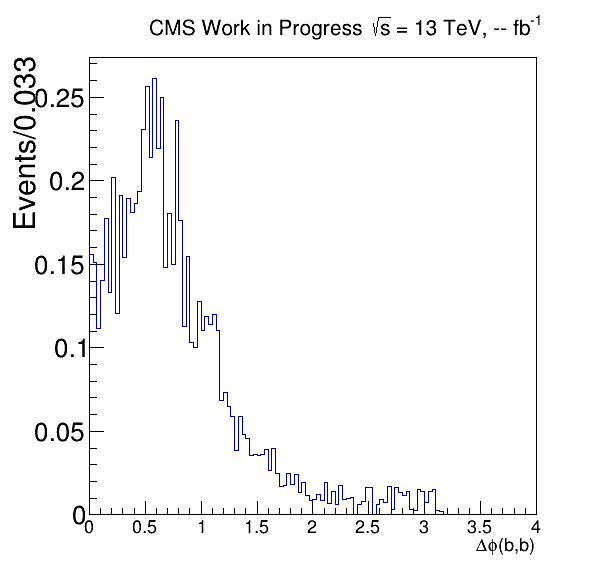 CMS Work in Progress √s = 13 TeV, -- fb⁻¹
Events/0.033
0.25
0.2
0.15
0.1
0.05
0
0 0.5 1 1.5 2 2.5 3 3.5 4
Δϕ(b,b)